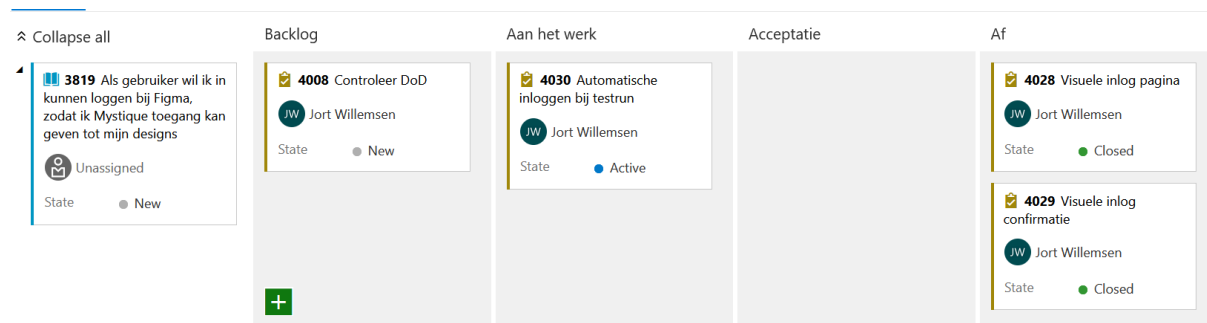 Collapse all
Backlog
Aan het werk
Acceptatie
Af
3819 Als gebruiker wil ik in
kunnen loggen bij Figma,
zodat ik Mystique toegang kan
geven tot mijn designs
Unassigned
State New
4008 Controleer DoD
JW Jort Willemsen
State New
4030 Automatische
inloggen bij testrun
JW Jort Willemsen
State Active
4028 Visuele inlog pagina
JW Jort Willemsen
State Closed
4029 Visuele inlog
confirmatie
JW Jort Willemsen
State Closed